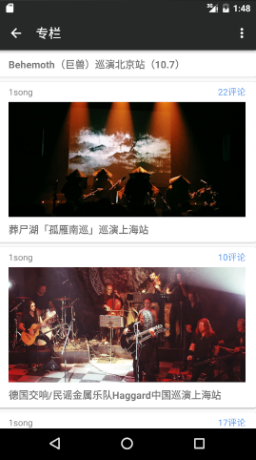 1:48
专栏
Behemoth（巨兽）巡演北京站（10.7）
1song
22评论
葬尸湖「孤雁南巡」巡演上海站
1song
10评论
德国交响/民谣金属乐队Haggard中国巡演上海站
1song
17评论